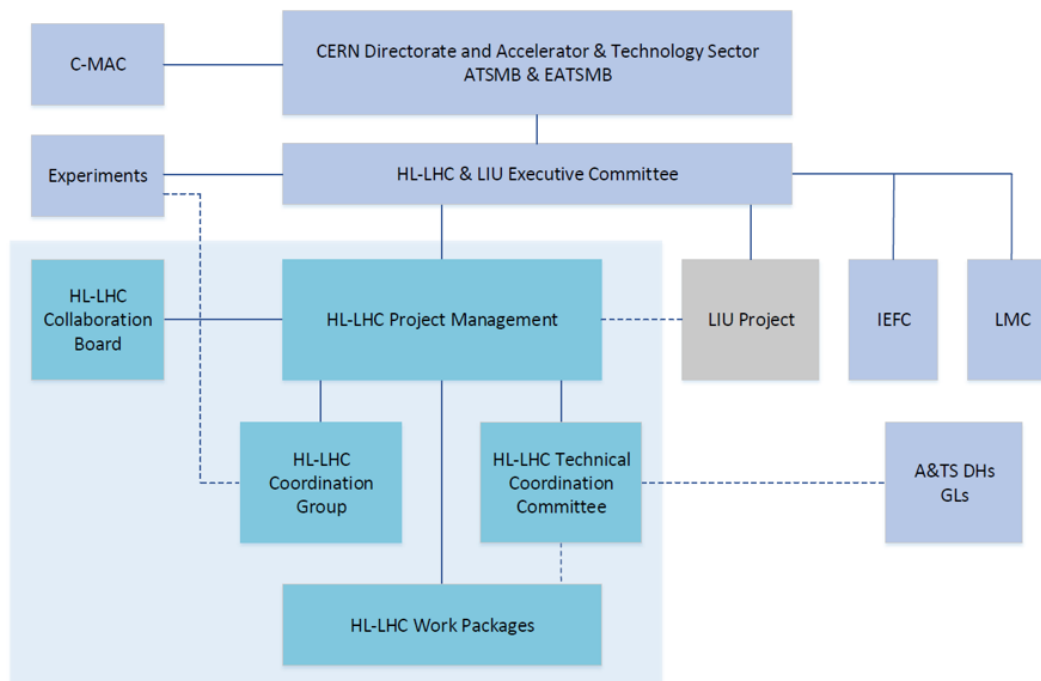 C-MAC
CERN Directorate and Accelerator & Technology Sector
ATSMB & EATSMB
Experiments
HL-LHC & LIU Executive Committee
HL-LHC
Collaboration
Board
HL-LHC Project Management
LIU Project
IEFC
LMC
HL-LHC
Coordination
Group
HL-LHC Technical
Coordination
Committee
A&TS DHs
GLs
HL-LHC Work Packages